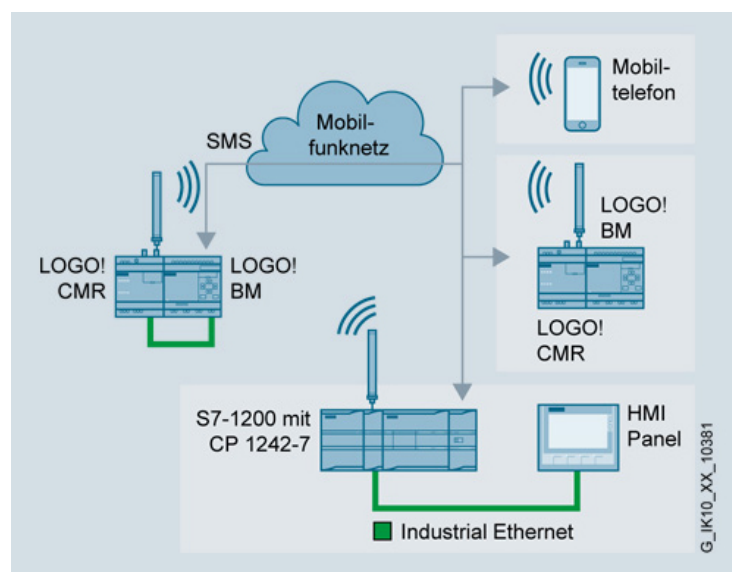 Mobil-
telefon
Mobil-
funknetz
SMS
LOGO!
BM
LOGO!
CMR
LOGO!
BM
LOGO!
CMR
S7-1200 mit
CP 1242-7
HMI
Panel
Industrial Ethernet
G_IK10_XX_10381